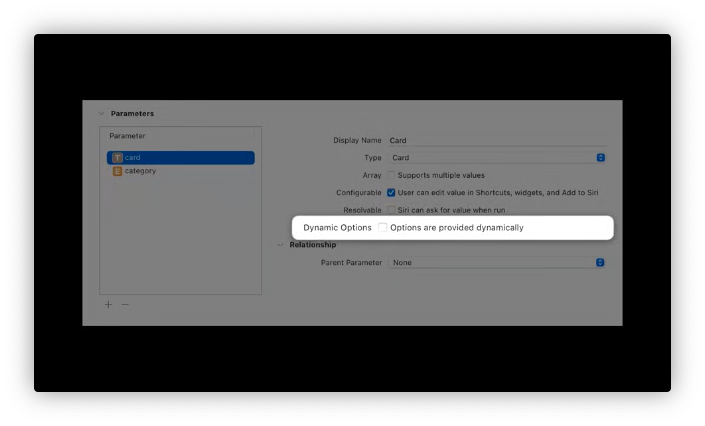 Parameters
Parameter
T card
E category
Display Name Card
Type Card
Array Supports multiple values
Configurable User can edit value in Shortcuts, widgets, and Add to Siri
Resolvable Siri can ask for value when run
Dynamic Options Options are provided dynamically
Relationship
Parent Parameter None